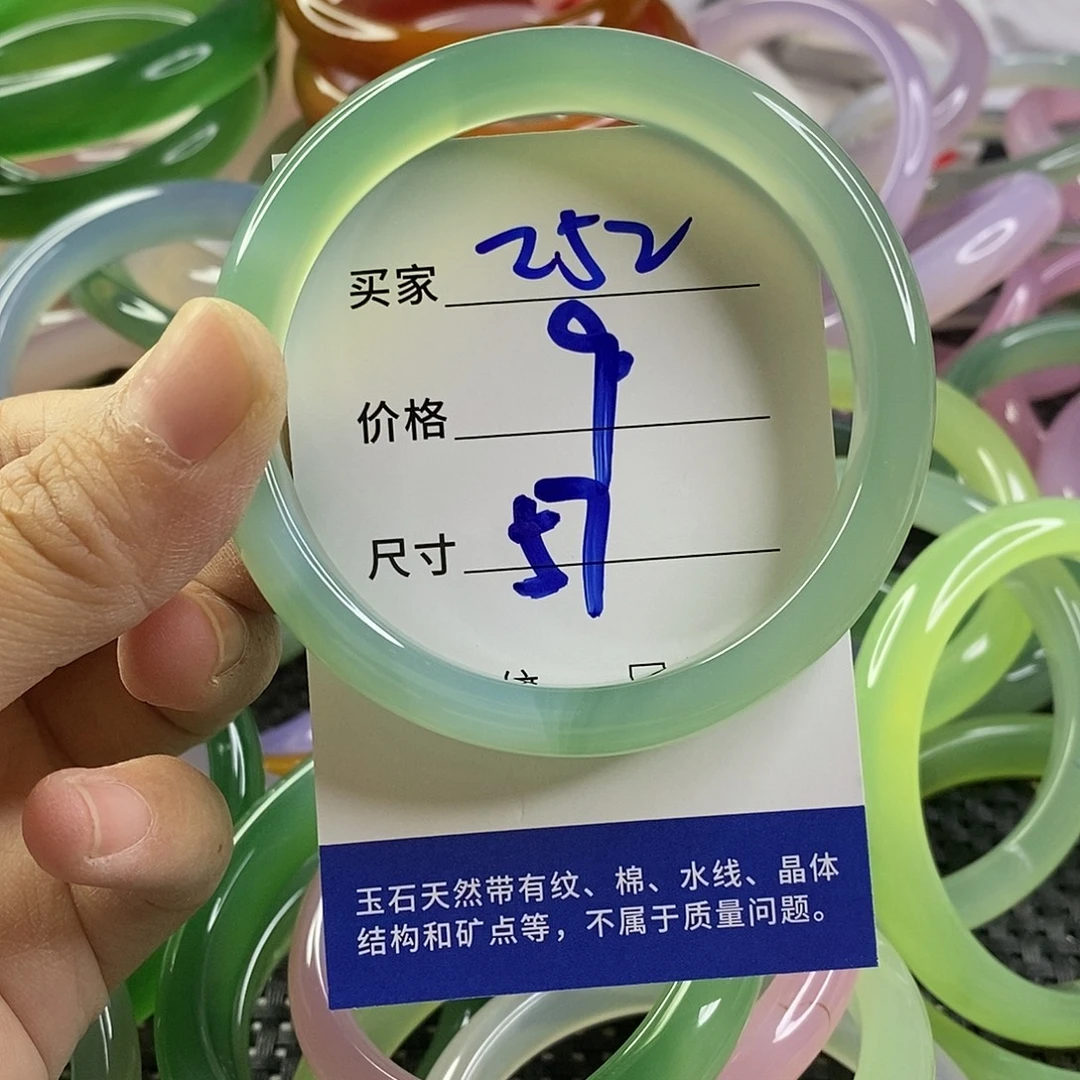 买家 252
价格 9
尺寸 57
玉石天然带有纹、棉、水线、晶体
结构和矿点等，不属于质量问题。